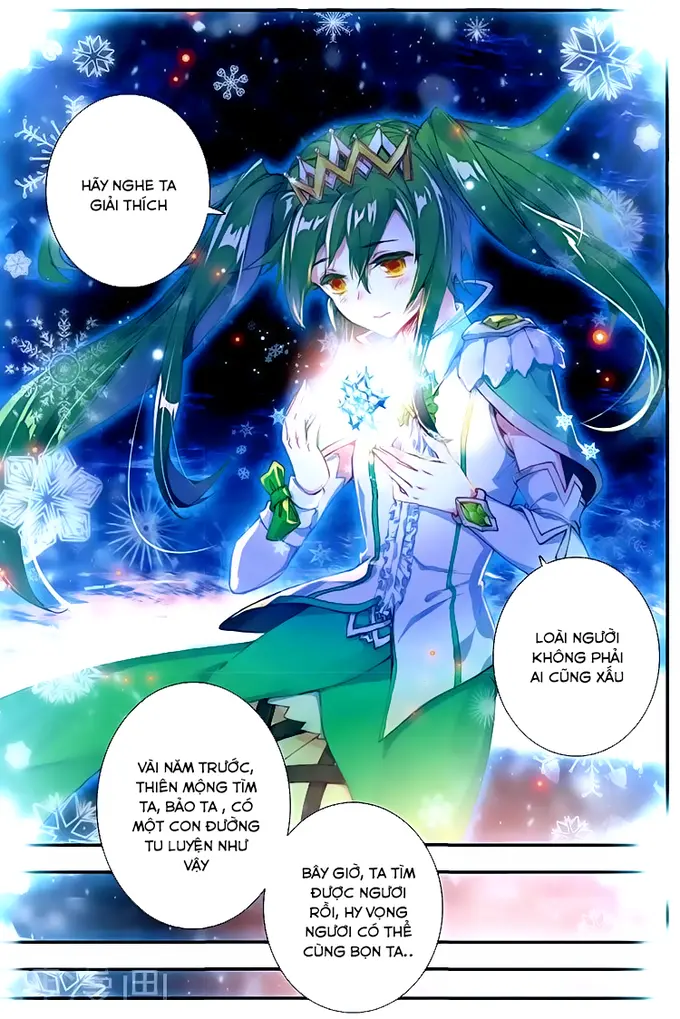 HÃY NGHE TA
GIẢI THÍCH
LOÀI NGƯỜI
KHÔNG PHẢI
AI CŨNG XẤU
VÀI NĂM TRƯỚC,
THIÊN MỘNG TÌM
TA, BẢO TA , CÓ
MỘT CON ĐƯỜNG
TU LUYỆN NHƯ
VẬY
BÂY GIỜ, TA TÌM
ĐƯỢC NGƯƠI
RỒI, HY VỌNG
NGƯƠI CÓ THỂ
CÙNG BỌN TA..